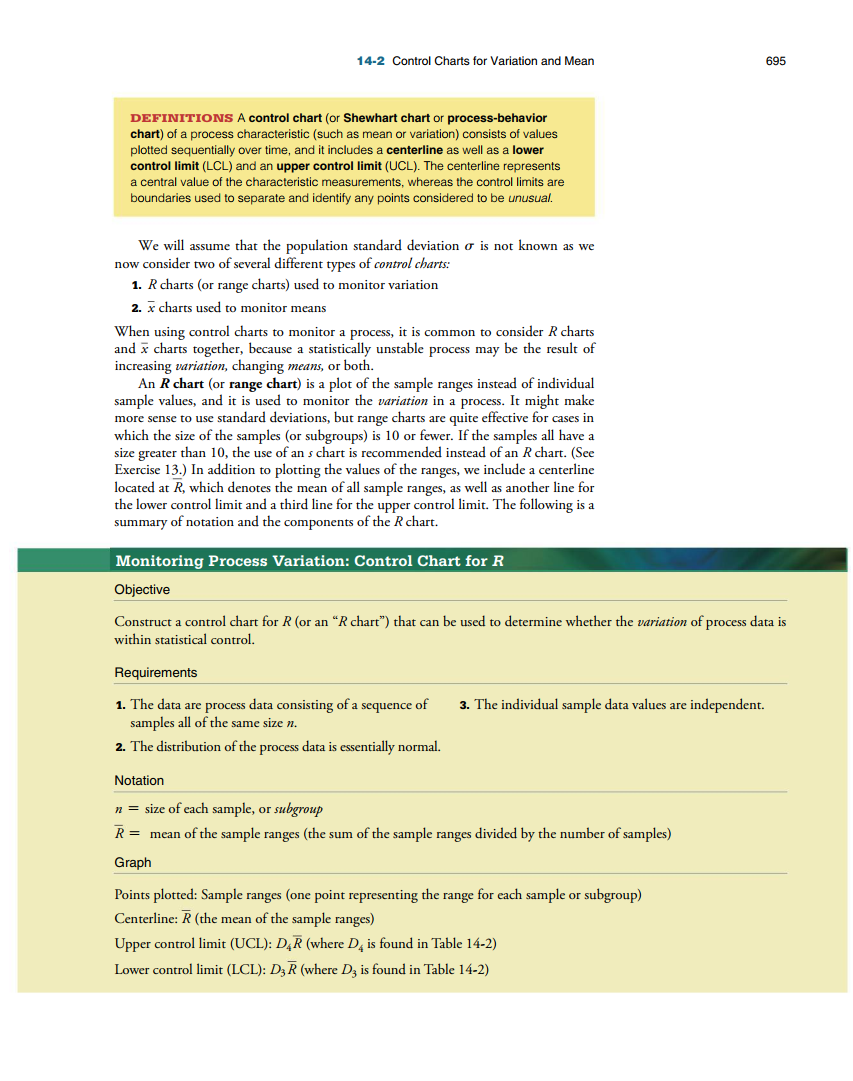 14-2 Control Charts for Variation and Mean 695
DEFINITIONS A control chart (or Shewhart chart or process-behavior
chart) of a process characteristic (such as mean or variation) consists of values
plotted sequentially over time, and it includes a centerline as well as a lower
control limit (LCL) and an upper control limit (UCL). The centerline represents
a central value of the characteristic measurements, whereas the control limits are
boundaries used to separate and identify any points considered to be unusual.
We will assume that the population standard deviation σ is not known as we
now consider two of several different types of control charts:
1. R charts (or range charts) used to monitor variation
2. x̅ charts used to monitor means
When using control charts to monitor a process, it is common to consider R charts
and x̅ charts together, because a statistically unstable process may be the result of
increasing variation, changing means, or both.
An R chart (or range chart) is a plot of the sample ranges instead of individual
sample values, and it is used to monitor the variation in a process. It might make
more sense to use standard deviations, but range charts are quite effective for cases in
which the size of the samples (or subgroups) is 10 or fewer. If the samples all have a
size greater than 10, the use of an s chart is recommended instead of an R chart. (See
Exercise 13.) In addition to plotting the values of the ranges, we include a centerline
located at R̅, which denotes the mean of all sample ranges, as well as another line for
the lower control limit and a third line for the upper control limit. The following is a
summary of notation and the components of the R chart.
Monitoring Process Variation: Control Chart for R
Objective
Construct a control chart for R (or an “R chart”) that can be used to determine whether the variation of process data is
within statistical control.
Requirements
1. The data are process data consisting of a sequence of
samples all of the same size n.
2. The distribution of the process data is essentially normal.
3. The individual sample data values are independent.
Notation
n = size of each sample, or subgroup
R̅ = mean of the sample ranges (the sum of the sample ranges divided by the number of samples)
Graph
Points plotted: Sample ranges (one point representing the range for each sample or subgroup)
Centerline: R̅ (the mean of the sample ranges)
Upper control limit (UCL): D₄R̅ (where D₄ is found in Table 14-2)
Lower control limit (LCL): D₃R̅ (where D₃ is found in Table 14-2)